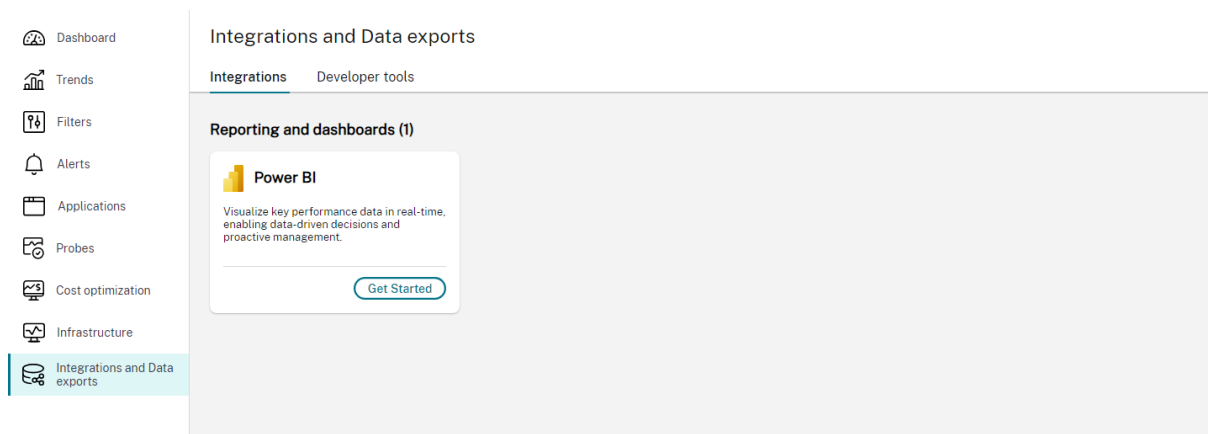 Dashboard
Trends
Filters
Alerts
Applications
Probes
Cost optimization
Infrastructure
Integrations and Data
exports
Integrations and Data exports
Integrations Developer tools
Reporting and dashboards (1)
Power BI
Visualize key performance data in real-time,
enabling data-driven decisions and
proactive management.
Get Started